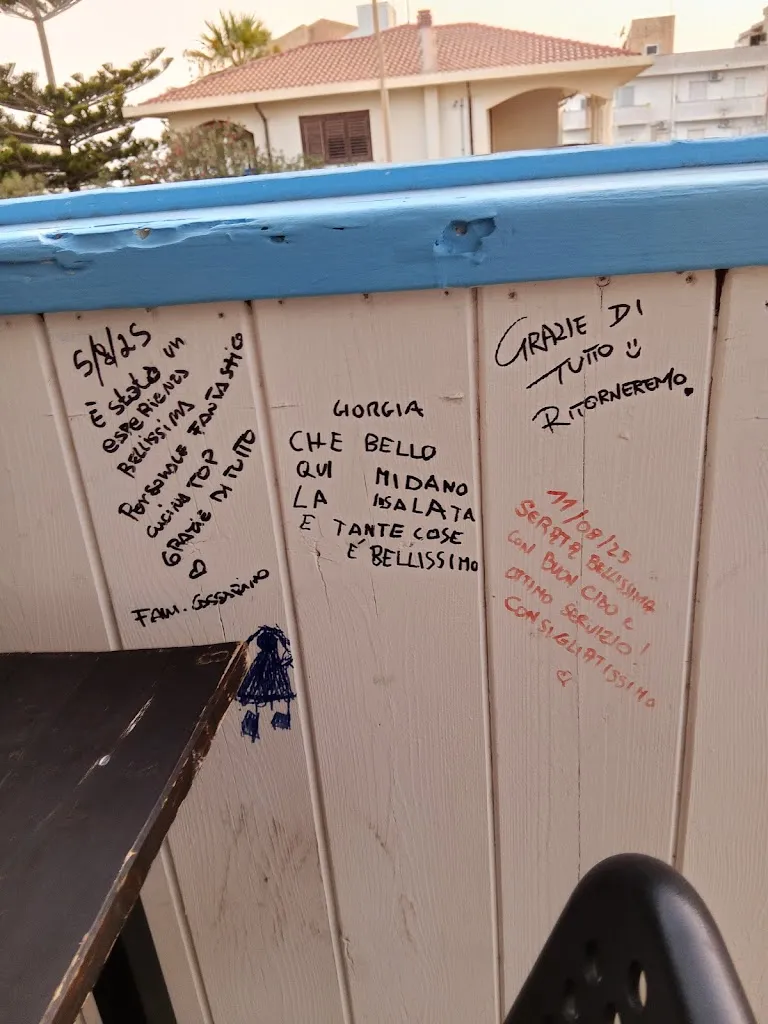 5/8/25
È stato un
esperienza
BELLISSIMA
PERSONALE FANTASTICO
CUCINA TOP
GRAZIE DI TUTTO
FAM.
GIORGIA
CHE BELLO
QUI MIDANO
LA INSALATA
E TANTE COSE
È BELLISSIMO
GRAZIE DI
TUTTO
RITORNEREMO.
11/08/25
SERATA BELLISSIMA
CON BUON CIBO E
OTTIMO SERVIZIO!
CONSIGLIATISSIMO